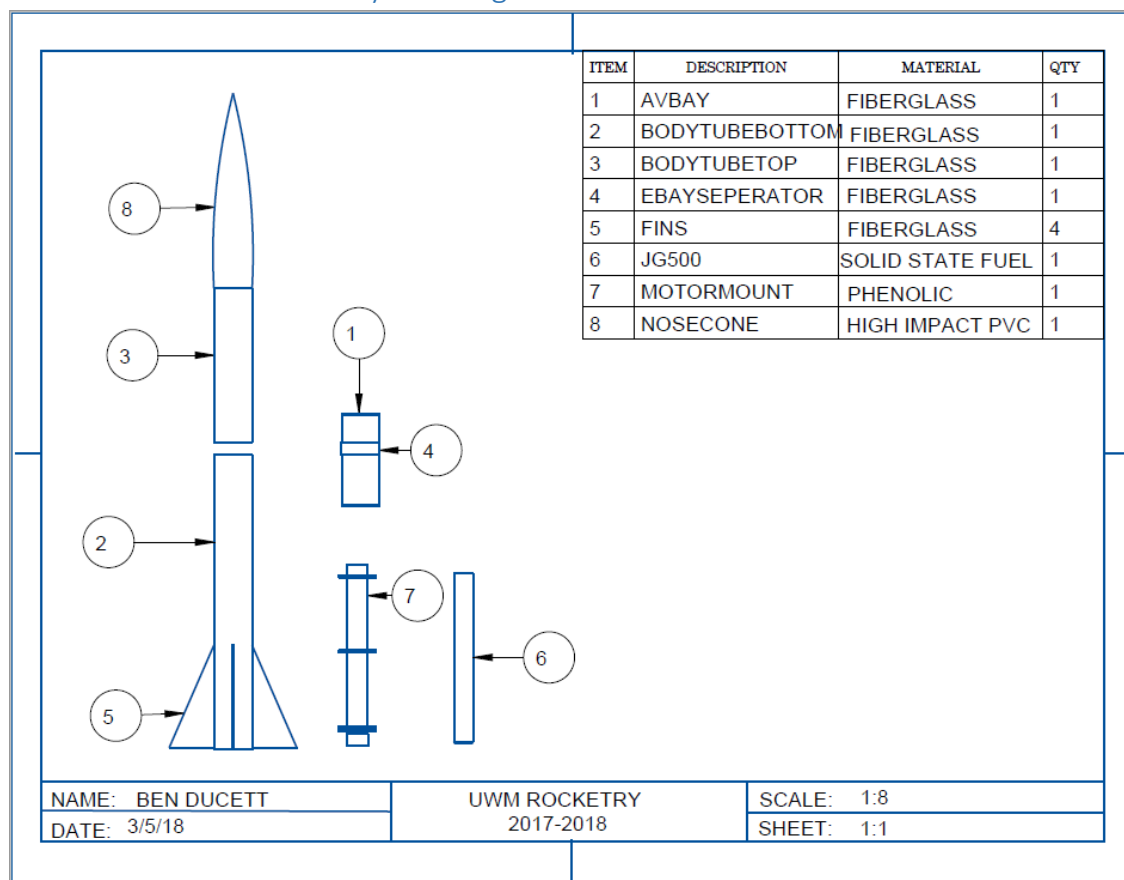 ITEM DESCRIPTION MATERIAL QTY
1 AVBAY FIBERGLASS 1
2 BODYTUBEBOTTOM FIBERGLASS 1
3 BODYTUBETOP FIBERGLASS 1
4 EBAYSEPERATOR FIBERGLASS 1
5 FINS FIBERGLASS 4
6 JG500 SOLID STATE FUEL 1
7 MOTORMOUNT PHENOLIC 1
8 NOSECONE HIGH IMPACT PVC 1
8
3
1
4
2
7
6
5
NAME: BEN DUCETT
DATE: 3/5/18
UWM ROCKETRY
2017-2018
SCALE: 1:8
SHEET: 1:1